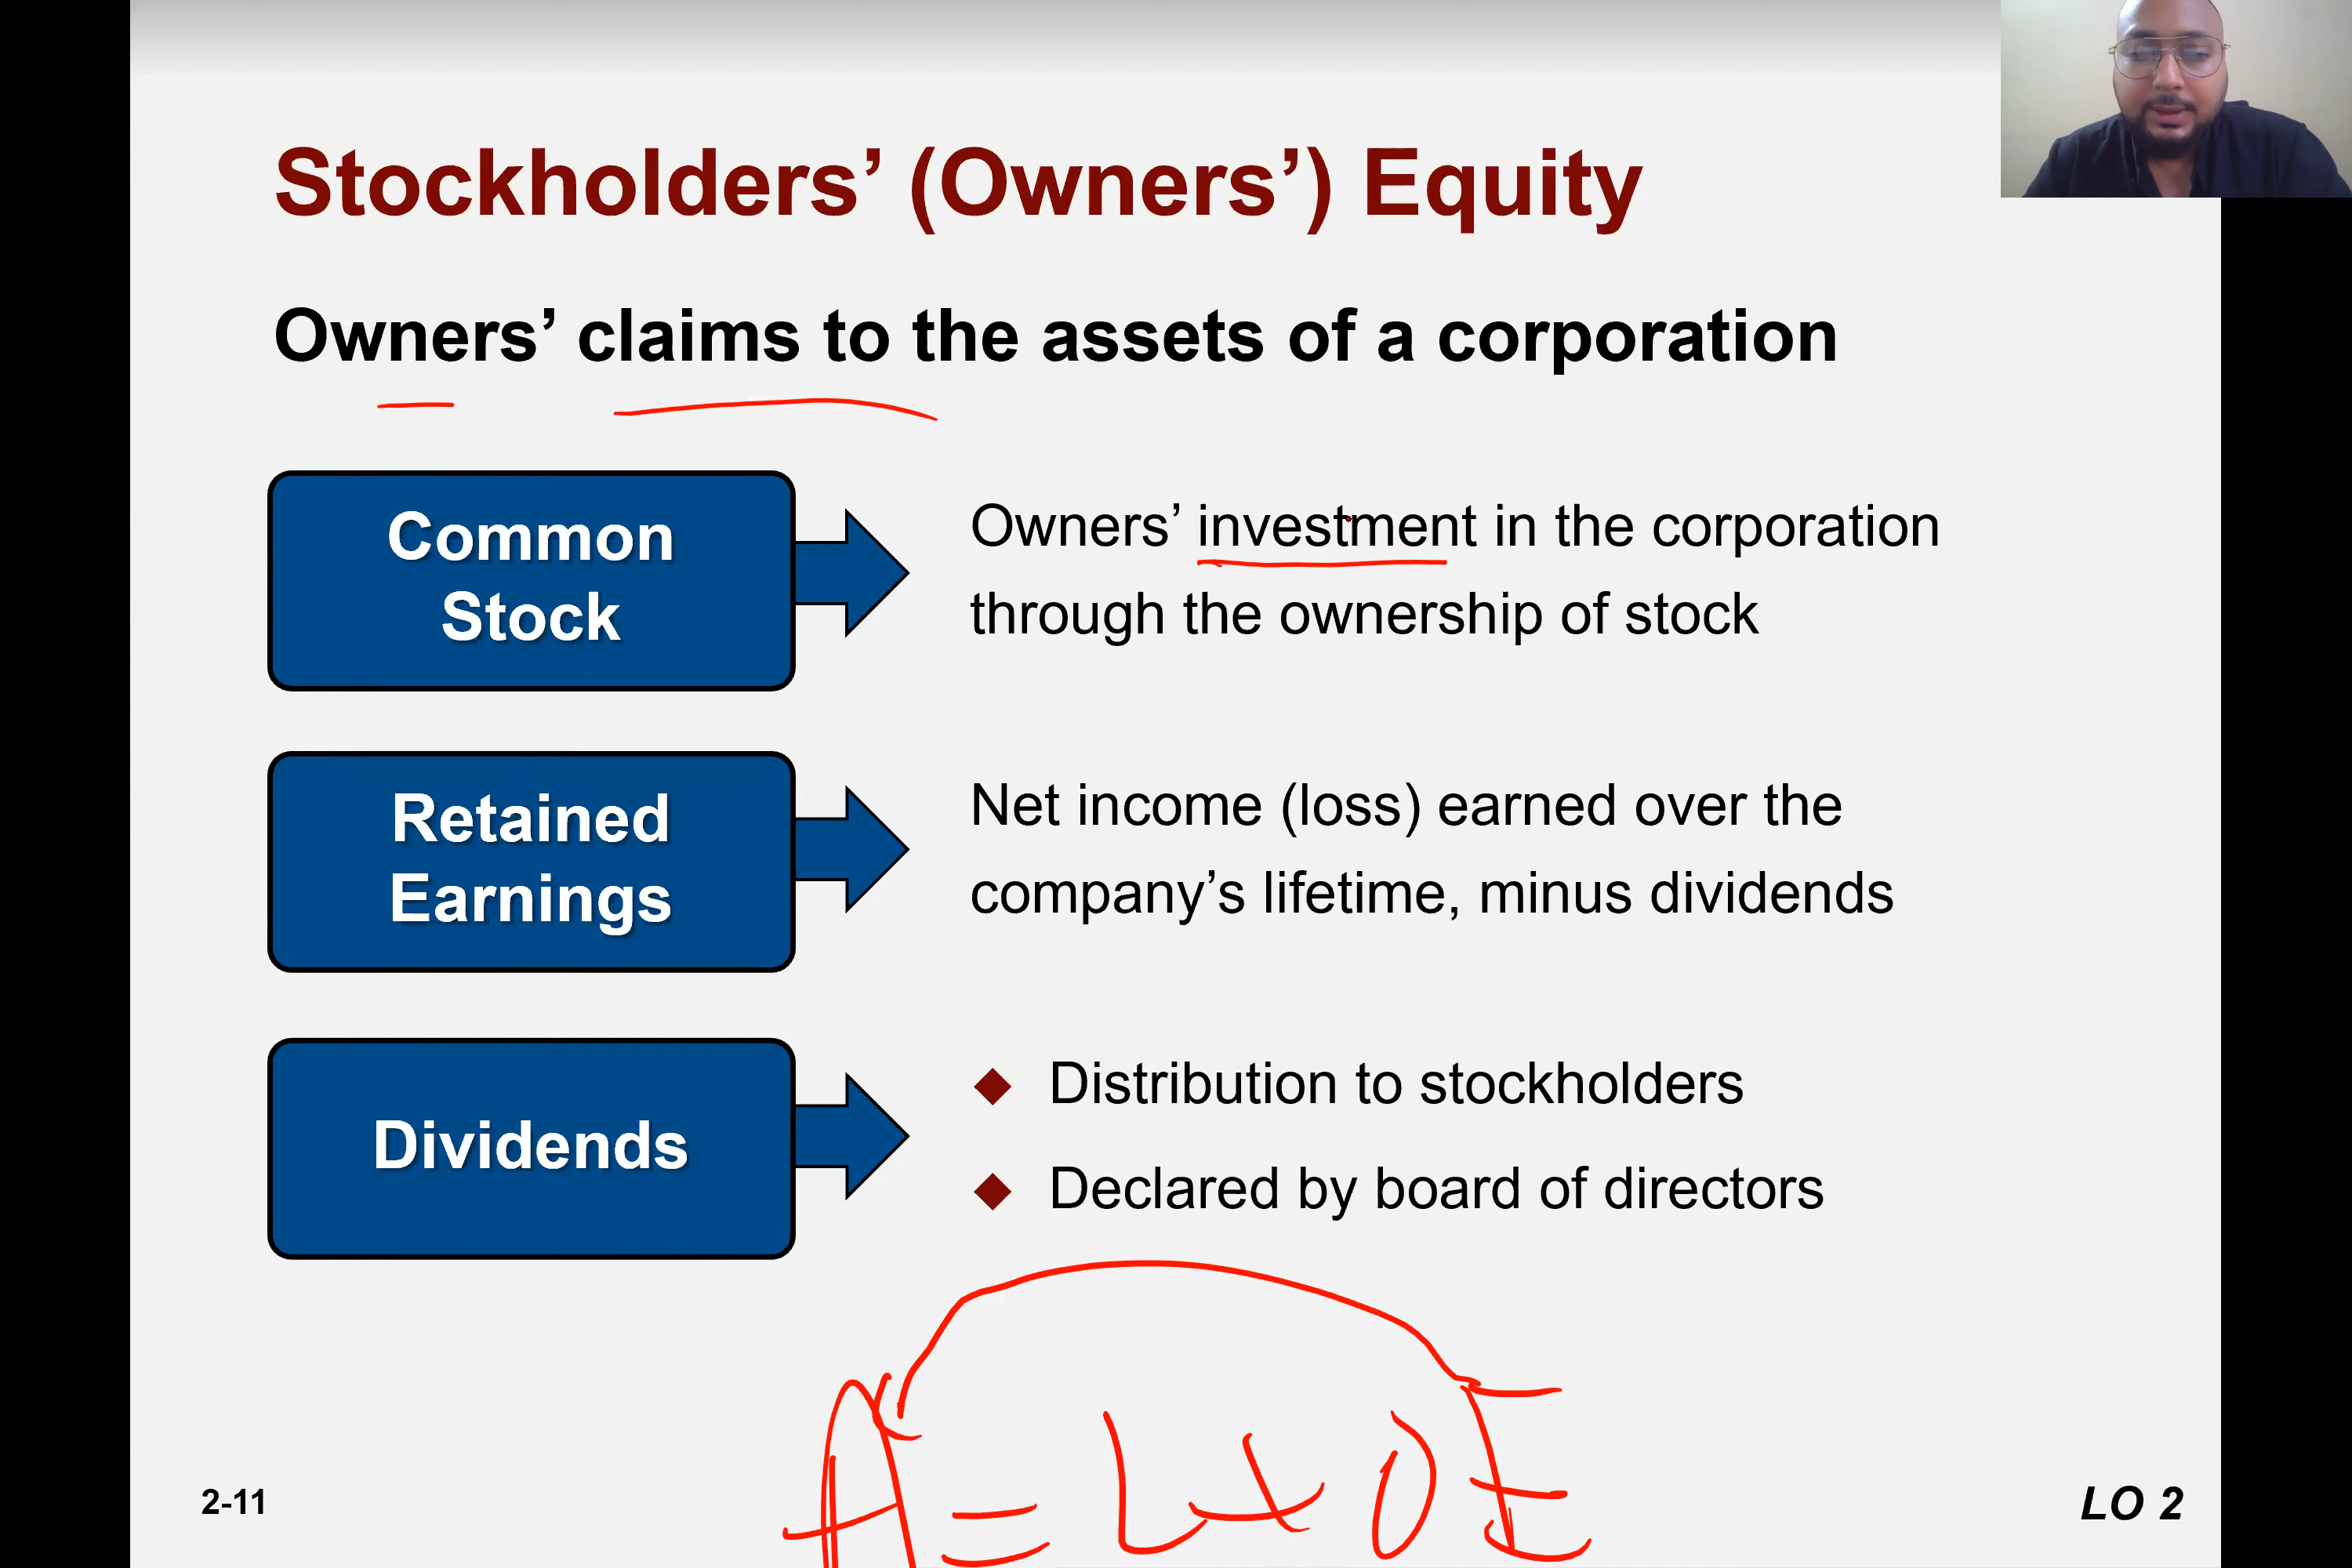 Stockholders’ (Owners’) Equity
Owners’ claims to the assets of a corporation
Common
Stock
Owners’ investment in the corporation
through the ownership of stock
Retained
Earnings
Net income (loss) earned over the
company’s lifetime, minus dividends
Dividends
◆ Distribution to stockholders
◆ Declared by board of directors
A = L + OE
2-11
LO 2